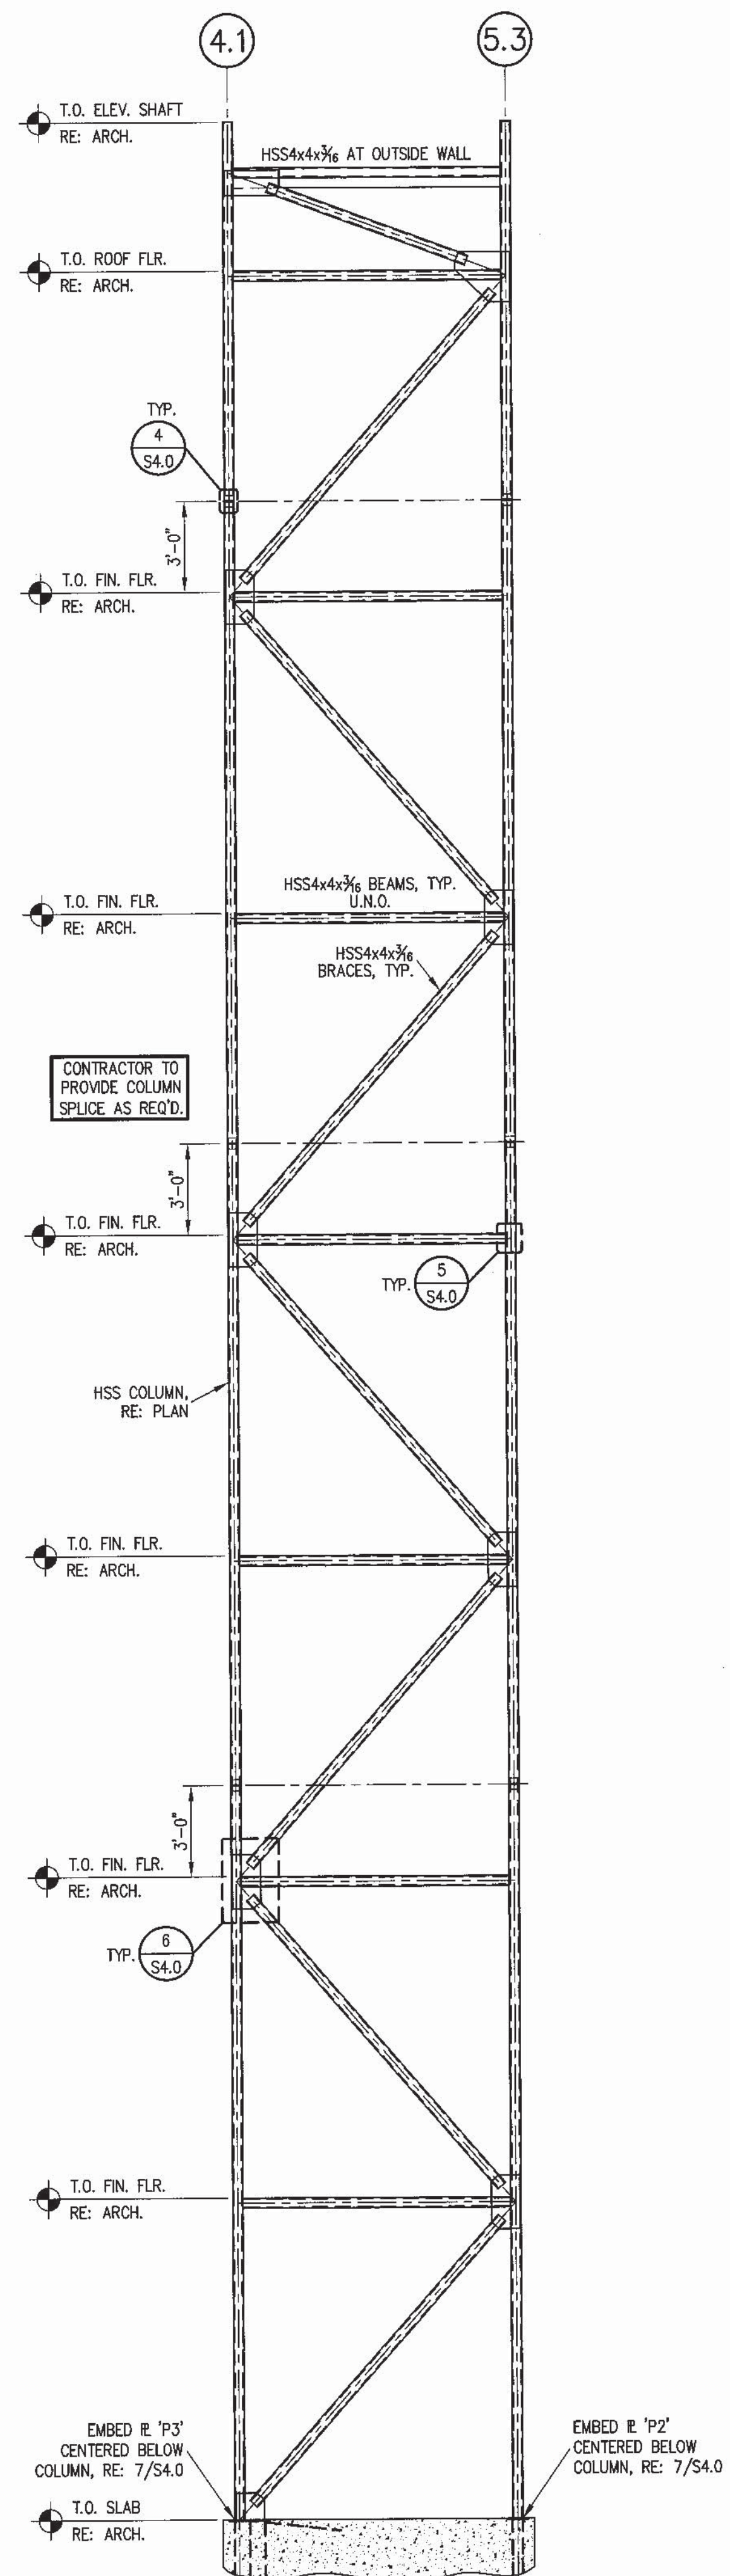 4.1
5.3
T.O. ELEV. SHAFT
RE: ARCH.
HSS4x4x3/16 AT OUTSIDE WALL
T.O. ROOF FLR.
RE: ARCH.
TYP.
4
S4.0
3'-0"
T.O. FIN. FLR.
RE: ARCH.
HSS4x4x3/16 BEAMS, TYP.
U.N.O.
T.O. FIN. FLR.
RE: ARCH.
HSS4x4x3/16
BRACES, TYP.
CONTRACTOR TO
PROVIDE COLUMN
SPLICE AS REQ'D.
3'-0"
T.O. FIN. FLR.
RE: ARCH.
TYP.
5
S4.0
HSS COLUMN,
RE: PLAN
T.O. FIN. FLR.
RE: ARCH.
3'-0"
T.O. FIN. FLR.
RE: ARCH.
TYP.
6
S4.0
T.O. FIN. FLR.
RE: ARCH.
EMBED PL 'P3'
CENTERED BELOW
COLUMN, RE: 7/S4.0
EMBED PL 'P2'
CENTERED BELOW
COLUMN, RE: 7/S4.0
T.O. SLAB
RE: ARCH.